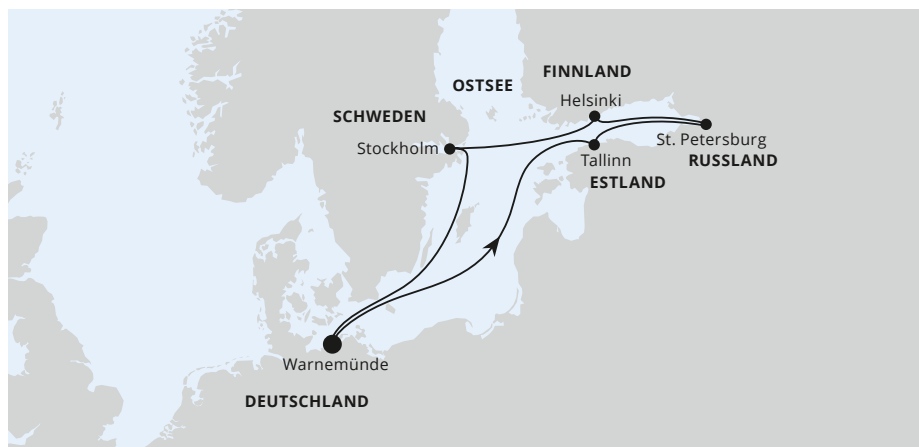 FINNLAND
OSTSEE
Helsinki
SCHWEDEN
Stockholm
St. Petersburg
Tallinn
RUSSLAND
ESTLAND
Warnemünde
DEUTSCHLAND